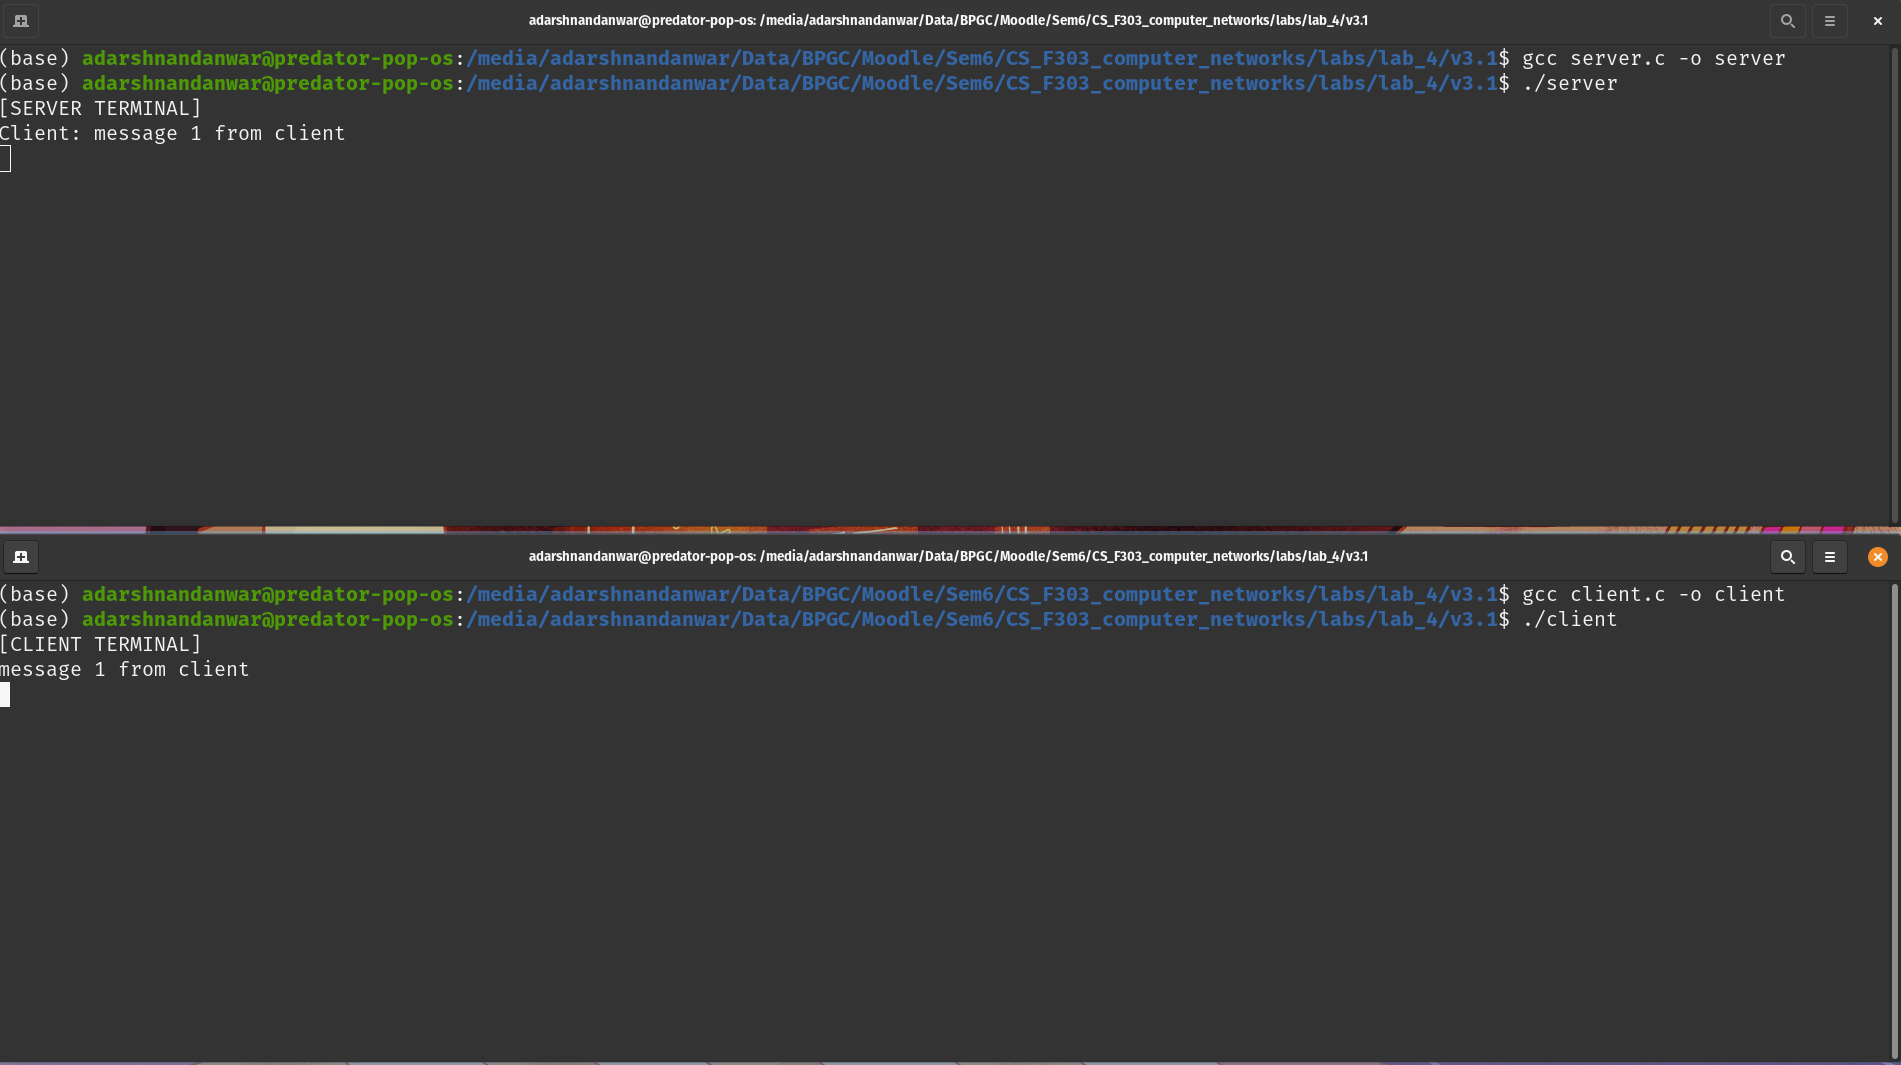 adarshnandanwar@predator-pop-os: /media/adarshnandanwar/Data/BPGC/Moodle/Sem6/CS_F303_computer_networks/labs/lab_4/v3.1
(base) adarshnandanwar@predator-pop-os:/media/adarshnandanwar/Data/BPGC/Moodle/Sem6/CS_F303_computer_networks/labs/lab_4/v3.1$ gcc server.c -o server
(base) adarshnandanwar@predator-pop-os:/media/adarshnandanwar/Data/BPGC/Moodle/Sem6/CS_F303_computer_networks/labs/lab_4/v3.1$ ./server
[SERVER TERMINAL]
Client: message 1 from client
adarshnandanwar@predator-pop-os: /media/adarshnandanwar/Data/BPGC/Moodle/Sem6/CS_F303_computer_networks/labs/lab_4/v3.1
(base) adarshnandanwar@predator-pop-os:/media/adarshnandanwar/Data/BPGC/Moodle/Sem6/CS_F303_computer_networks/labs/lab_4/v3.1$ gcc client.c -o client
(base) adarshnandanwar@predator-pop-os:/media/adarshnandanwar/Data/BPGC/Moodle/Sem6/CS_F303_computer_networks/labs/lab_4/v3.1$ ./client
[CLIENT TERMINAL]
message 1 from client